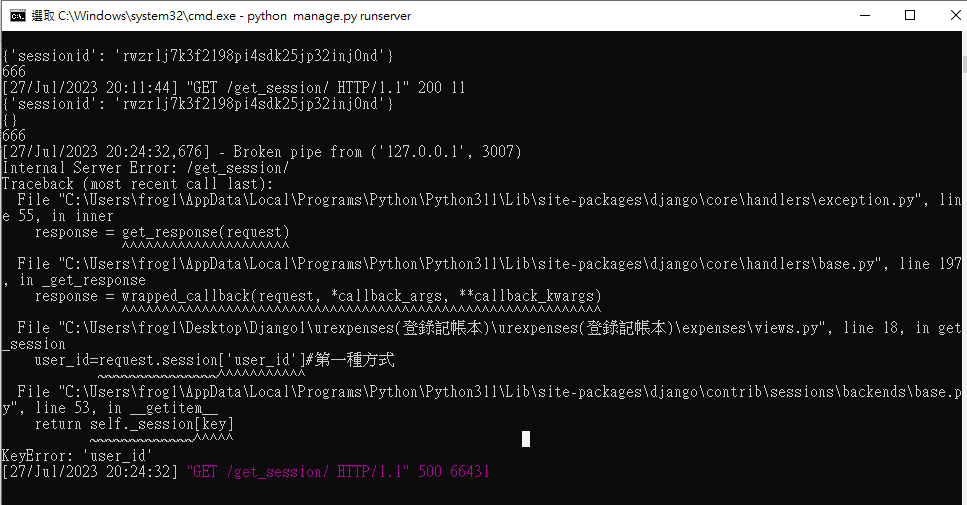 選取 C:\Windows\system32\cmd.exe - python  manage.py runserver
{'sessionid': 'rwzrlj7k3f2198pi4sdk25jp32inj0nd'}
666
[27/Jul/2023 20:11:44] "GET /get_session/ HTTP/1.1" 200 11
{'sessionid': 'rwzrlj7k3f2198pi4sdk25jp32inj0nd'}
{}
666
[27/Jul/2023 20:24:32,676] - Broken pipe from ('127.0.0.1', 3007)
Internal Server Error: /get_session/
Traceback (most recent call last):
  File "C:\Users\frog1\AppData\Local\Programs\Python\Python311\Lib\site-packages\django\core\handlers\exception.py", lin
e 55, in inner
    response = get_response(request)
               ^^^^^^^^^^^^^^^^^^^^^
  File "C:\Users\frog1\AppData\Local\Programs\Python\Python311\Lib\site-packages\django\core\handlers\base.py", line 197
, in _get_response
    response = wrapped_callback(request, *callback_args, **callback_kwargs)
               ^^^^^^^^^^^^^^^^^^^^^^^^^^^^^^^^^^^^^^^^^^^^^^^^^^^^^^^^^^^^
  File "C:\Users\frog1\Desktop\Django1\urexpenses(登錄記帳本)\urexpenses(登錄記帳本)\expenses\views.py", line 18, in get
_session
    user_id=request.session['user_id']#第一種方式
            ~~~~~~~~~~~~~~~^^^^^^^^^^^
  File "C:\Users\frog1\AppData\Local\Programs\Python\Python311\Lib\site-packages\django\contrib\sessions\backends\base.p
y", line 53, in __getitem__
    return self._session[key]
           ~~~~~~~~~~~~~^^^^^
KeyError: 'user_id'
[27/Jul/2023 20:24:32] "GET /get_session/ HTTP/1.1" 500 66431